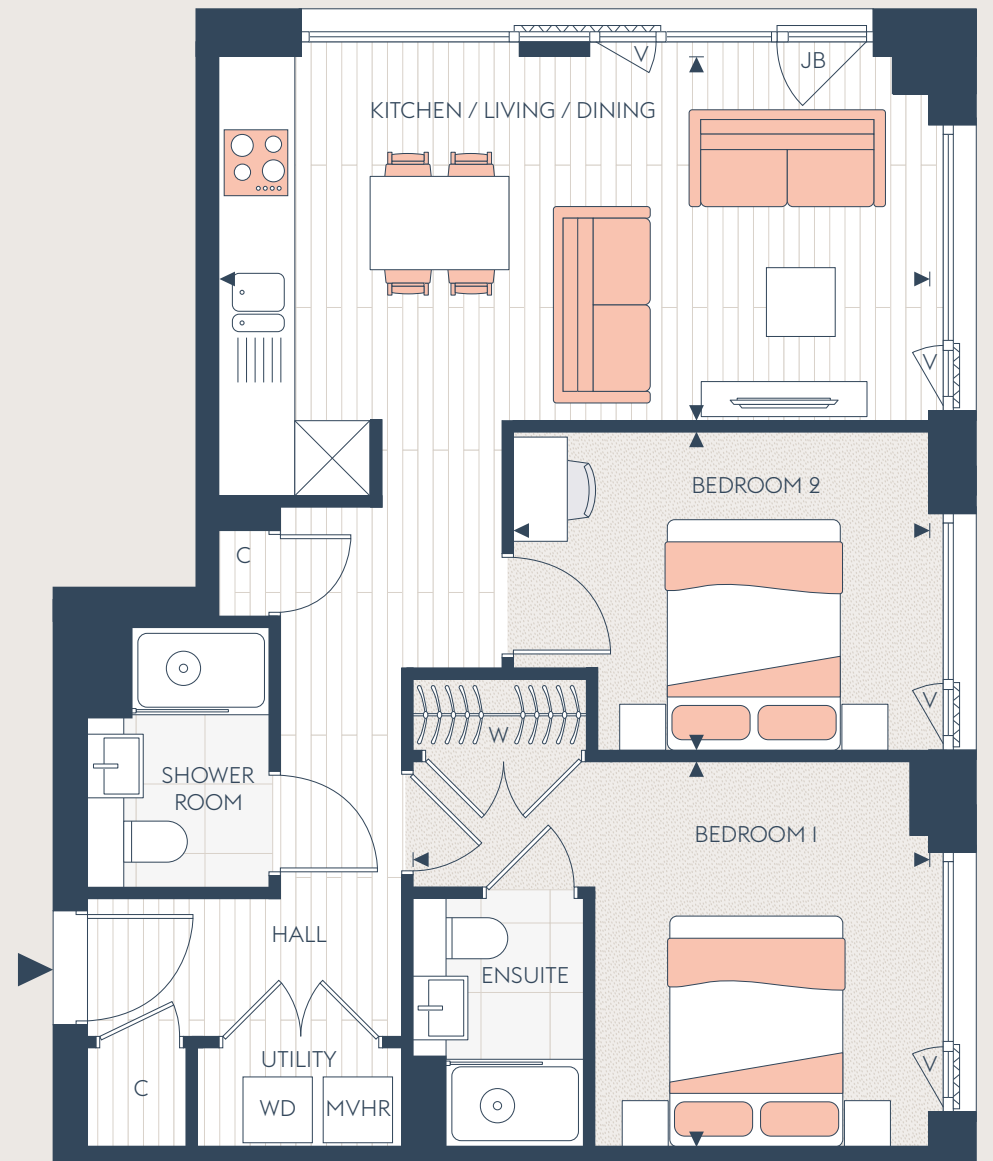 V
JB
KITCHEN / LIVING / DINING
V
BEDROOM 2
C
V
W
SHOWER
ROOM
BEDROOM 1
HALL
ENSUITE
UTILITY
V
C
WD
MVHR